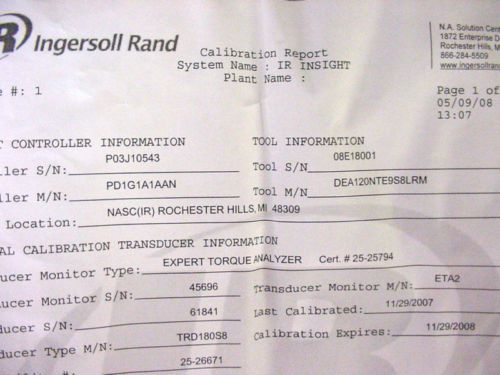 R Ingersoll Rand
N.A. Solution Cen
1872 Enterprise D
Rochester Hills, M
866-284-5509
www.ingersollran
Calibration Report
System Name : IR INSIGHT
Plant Name :
e #: 1
Page 1 of
05/09/08
13:07
T CONTROLLER INFORMATION TOOL INFORMATION
ller S/N: P03J10543 Tool S/N 08E18001
ller M/N: PD1G1A1AAN Tool M/N DEA120NTE9S8LRM
Location: NASC(IR) ROCHESTER HILLS, MI 48309
AL CALIBRATION TRANSDUCER INFORMATION
ducer Monitor Type: EXPERT TORQUE ANALYZER Cert. # 25-25794
ducer Monitor S/N: 45696 Transducer Monitor M/N: ETA2
ducer S/N: 61841 Last Calibrated: 11/29/2007
ducer Type M/N: TRD180S8 Calibration Expires: 11/29/2008
25-26671